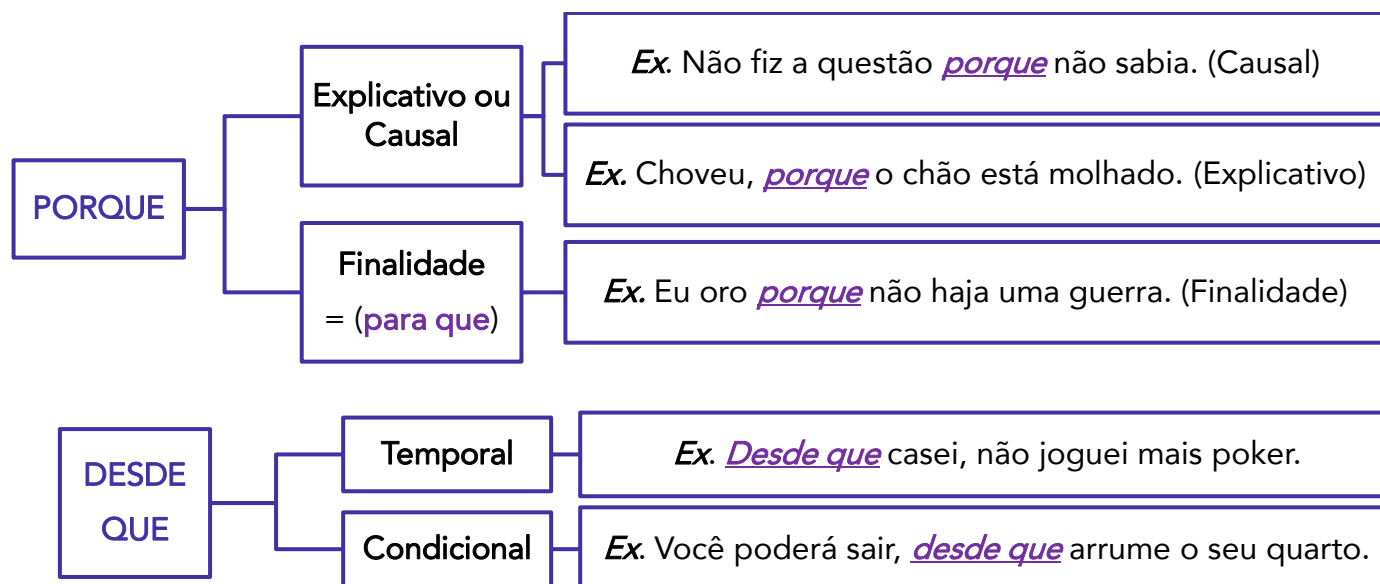 PORQUE
Explicativo ou
Causal
Ex. Não fiz a questão porque não sabia. (Causal)
Ex. Choveu, porque o chão está molhado. (Explicativo)
Finalidade
= (para que)
Ex. Eu oro porque não haja uma guerra. (Finalidade)
DESDE
QUE
Temporal
Ex. Desde que casei, não joguei mais poker.
Condicional
Ex. Você poderá sair, desde que arrume o seu quarto.